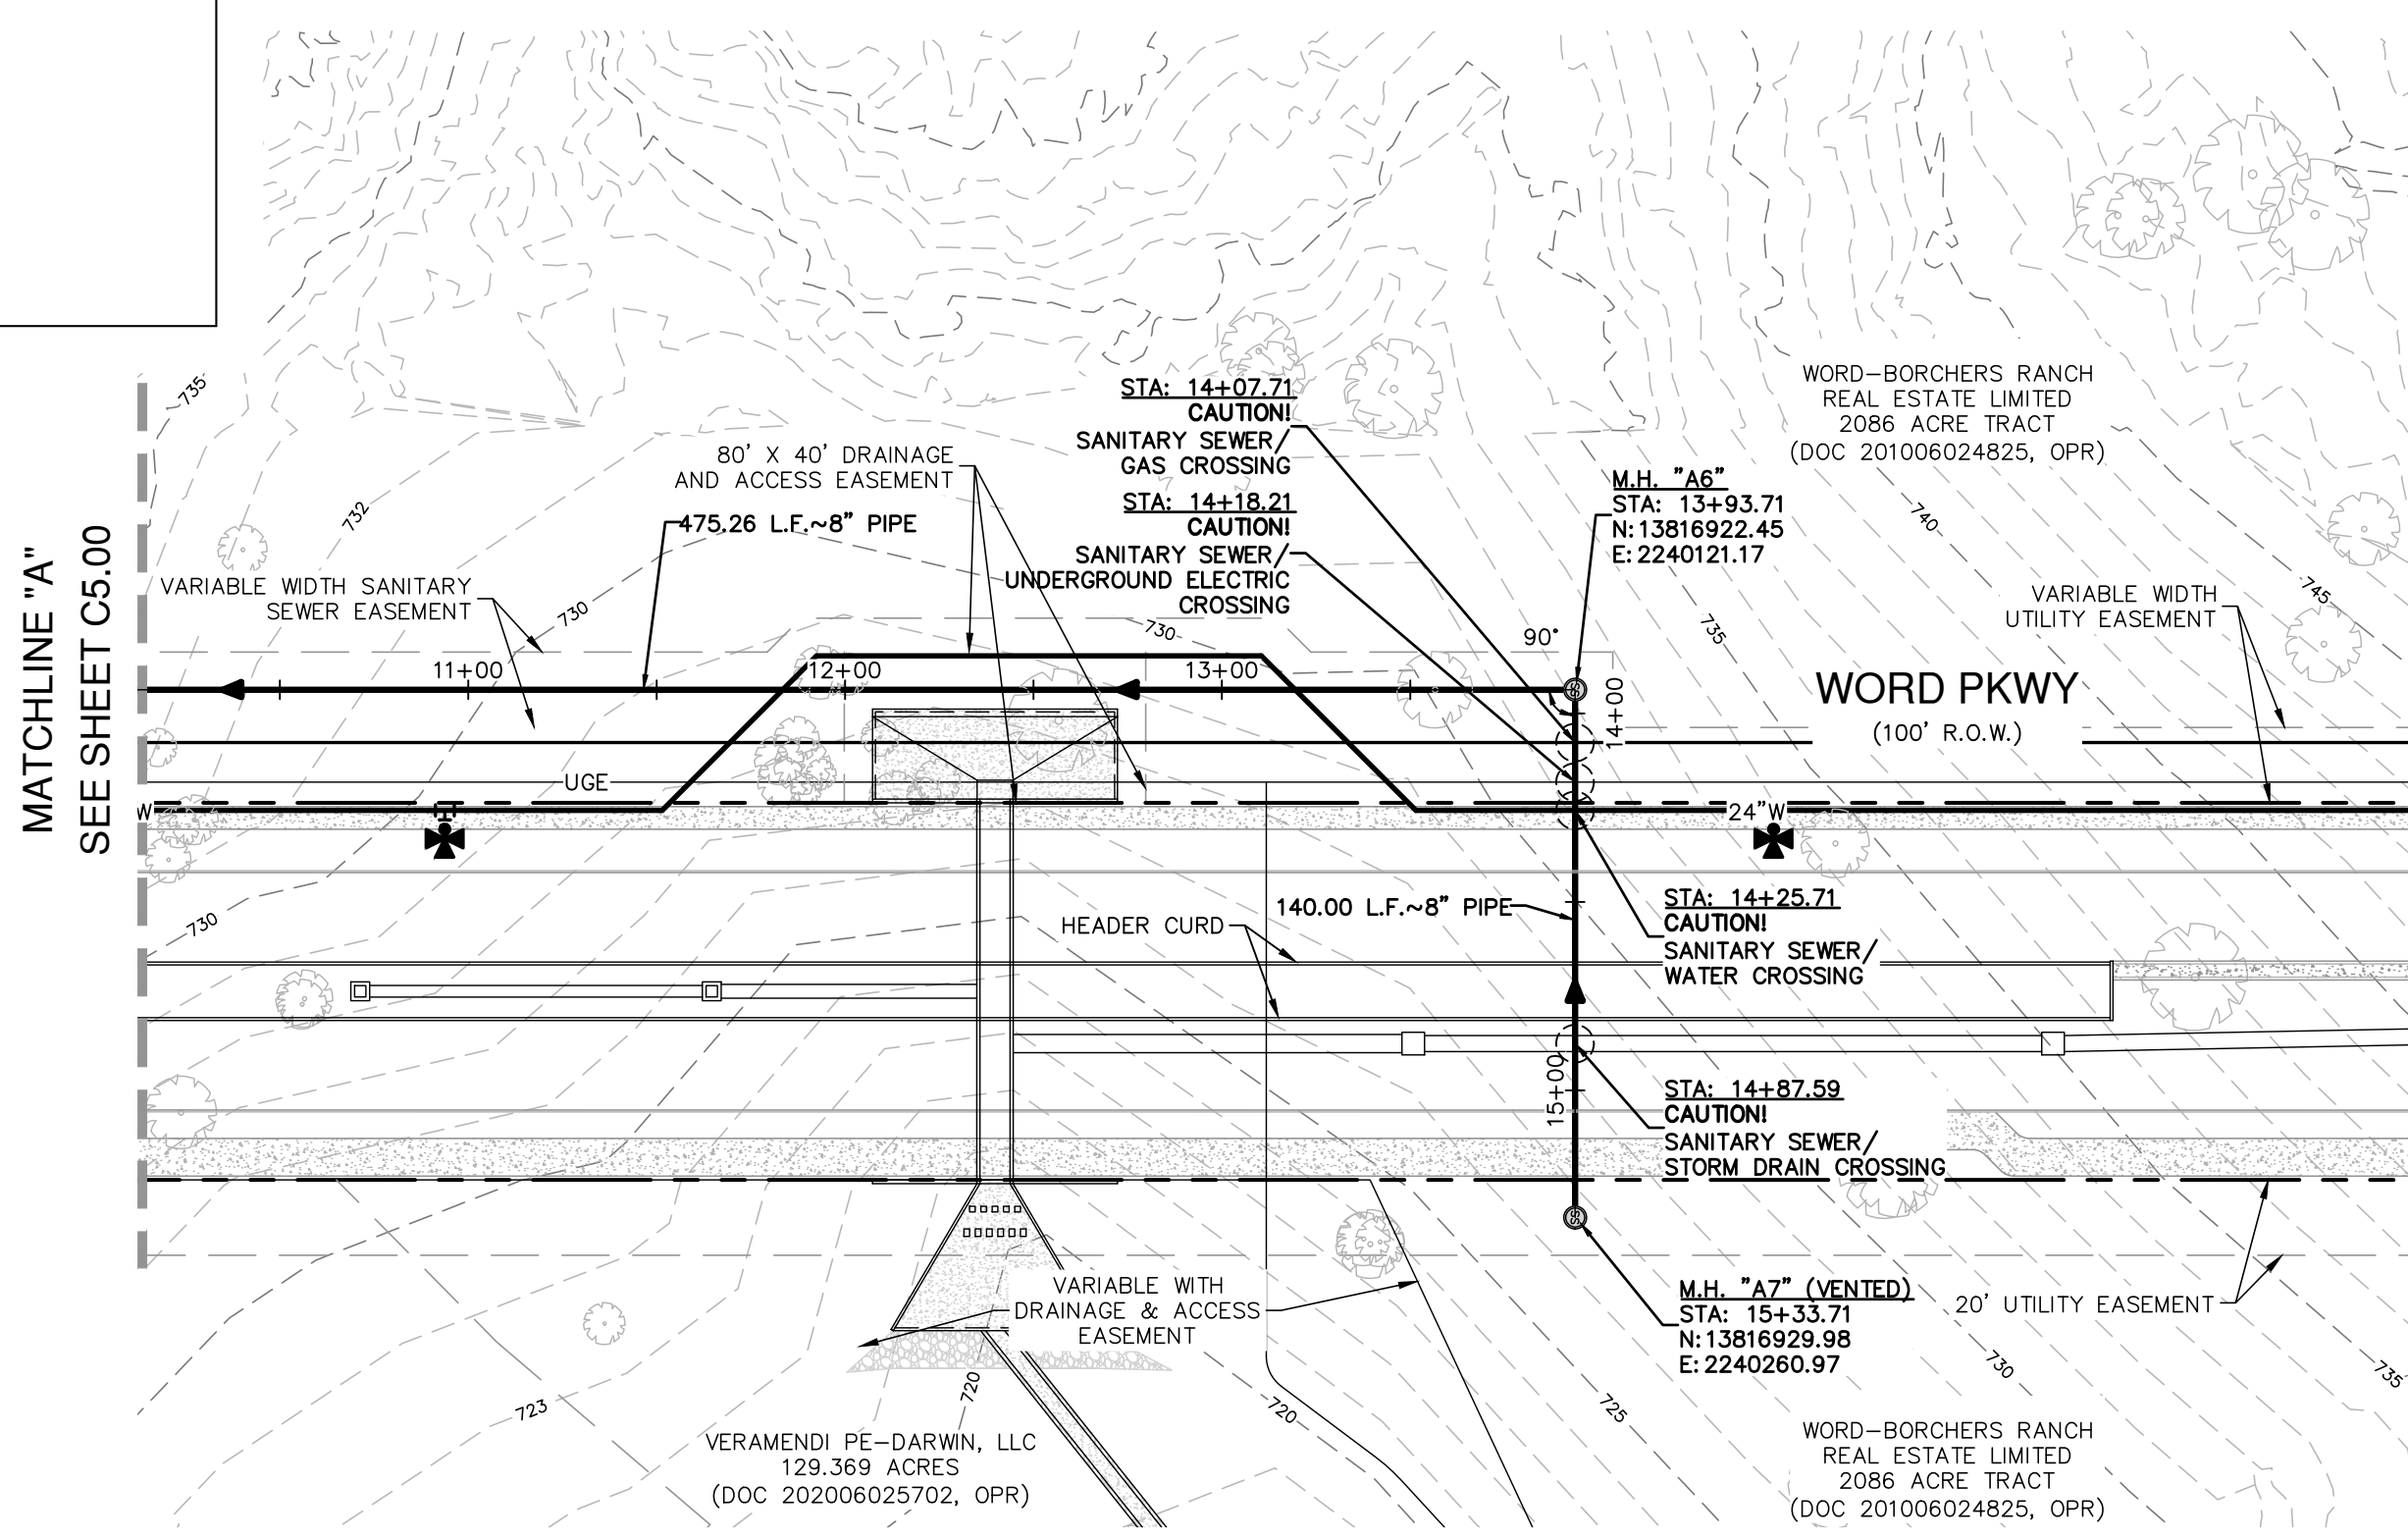 MATCHLINE "A"
SEE SHEET C5.00
735
732
730
VARIABLE WIDTH SANITARY
SEWER EASEMENT
80' X 40' DRAINAGE
AND ACCESS EASEMENT
475.26 L.F.~8" PIPE
STA: 14+07.71
CAUTION!
SANITARY SEWER/
GAS CROSSING
STA: 14+18.21
CAUTION!
SANITARY SEWER/
UNDERGROUND ELECTRIC
CROSSING
M.H. "A6"
STA: 13+93.71
N: 13816922.45
E: 2240121.17
WORD-BORCHERS RANCH
REAL ESTATE LIMITED
2086 ACRE TRACT
(DOC 201006024825, OPR)
740
735
745
VARIABLE WIDTH
UTILITY EASEMENT
730
90°
11+00
12+00
13+00
SS
14+00
WORD PKWY
(100' R.O.W.)
UGE
W
H
24"W
730
HEADER CURD
140.00 L.F.~8" PIPE
STA: 14+25.71
CAUTION!
SANITARY SEWER/
WATER CROSSING
15+00
STA: 14+87.59
CAUTION!
SANITARY SEWER/
STORM DRAIN CROSSING
SS
M.H. "A7" (VENTED)
STA: 15+33.71
N: 13816929.98
E: 2240260.97
20' UTILITY EASEMENT
VARIABLE WITH
DRAINAGE & ACCESS
EASEMENT
723
720
720
725
730
735
VERAMENDI PE-DARWIN, LLC
129.369 ACRES
(DOC 202006025702, OPR)
WORD-BORCHERS RANCH
REAL ESTATE LIMITED
2086 ACRE TRACT
(DOC 201006024825, OPR)